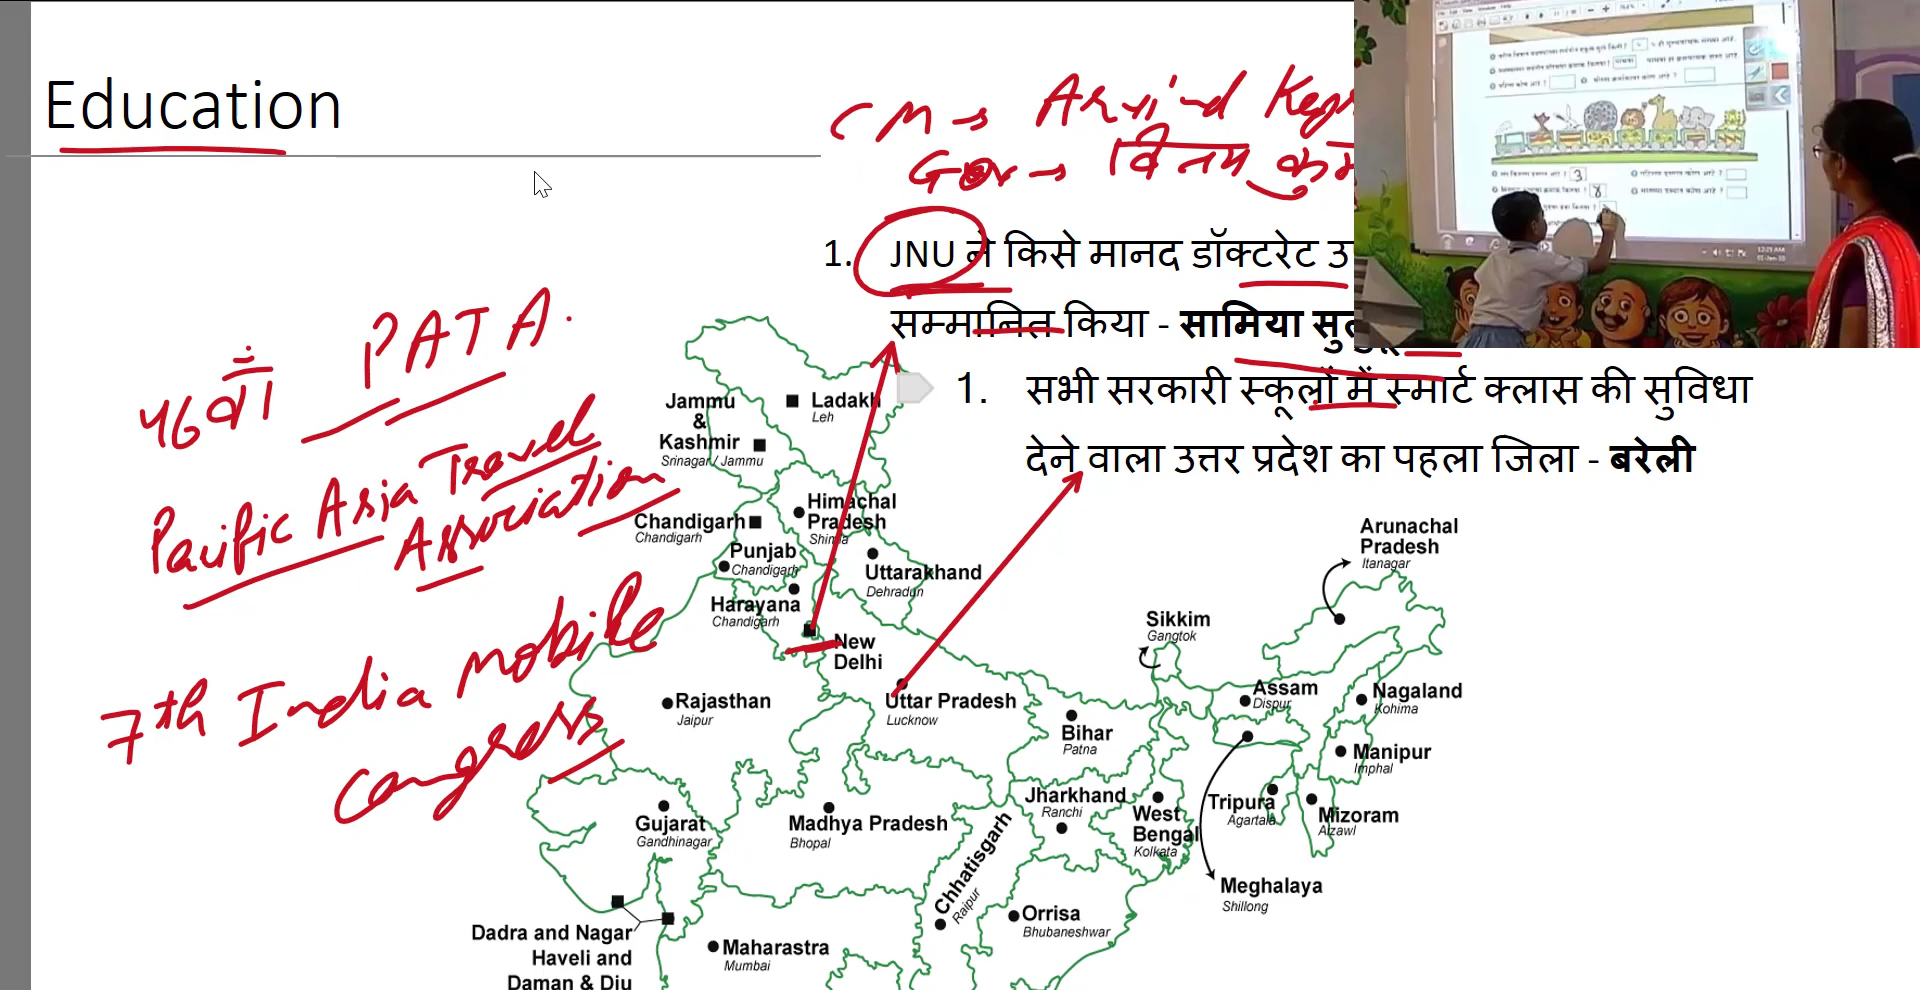 Education
CM → Arvind Kejr
Gov → विनय कुम
1. JNU ने किसे मानद डॉक्टरेट उ
सम्मानित किया - सामिया सुलुहू
1. सभी सरकारी स्कूलों में स्मार्ट क्लास की सुविधा
देने वाला उत्तर प्रदेश का पहला जिला - बरेली
46वाँ PATA.
Pacific Asia Travel
Association
7th India Mobile
Congress
Ladakh
Leh
Jammu
&
Kashmir
Srinagar / Jammu
Himachal
Pradesh
Shimla
Chandigarh
Chandigarh
Punjab
Chandigarh
Uttarakhand
Dehradun
Harayana
Chandigarh
New
Delhi
Arunachal
Pradesh
Itanagar
Sikkim
Gangtok
Rajasthan
Jaipur
Uttar Pradesh
Lucknow
Assam
Dispur
Nagaland
Kohima
Bihar
Patna
Manipur
Imphal
Jharkhand
Ranchi
West
Bengal
Kolkata
Tripura
Agartala
Mizoram
Aizawl
Gujarat
Gandhinagar
Madhya Pradesh
Bhopal
Chhatisgarh
Raipur
Meghalaya
Shillong
Orrisa
Bhubaneshwar
Dadra and Nagar
Haveli and
Daman & Diu
Maharastra
Mumbai